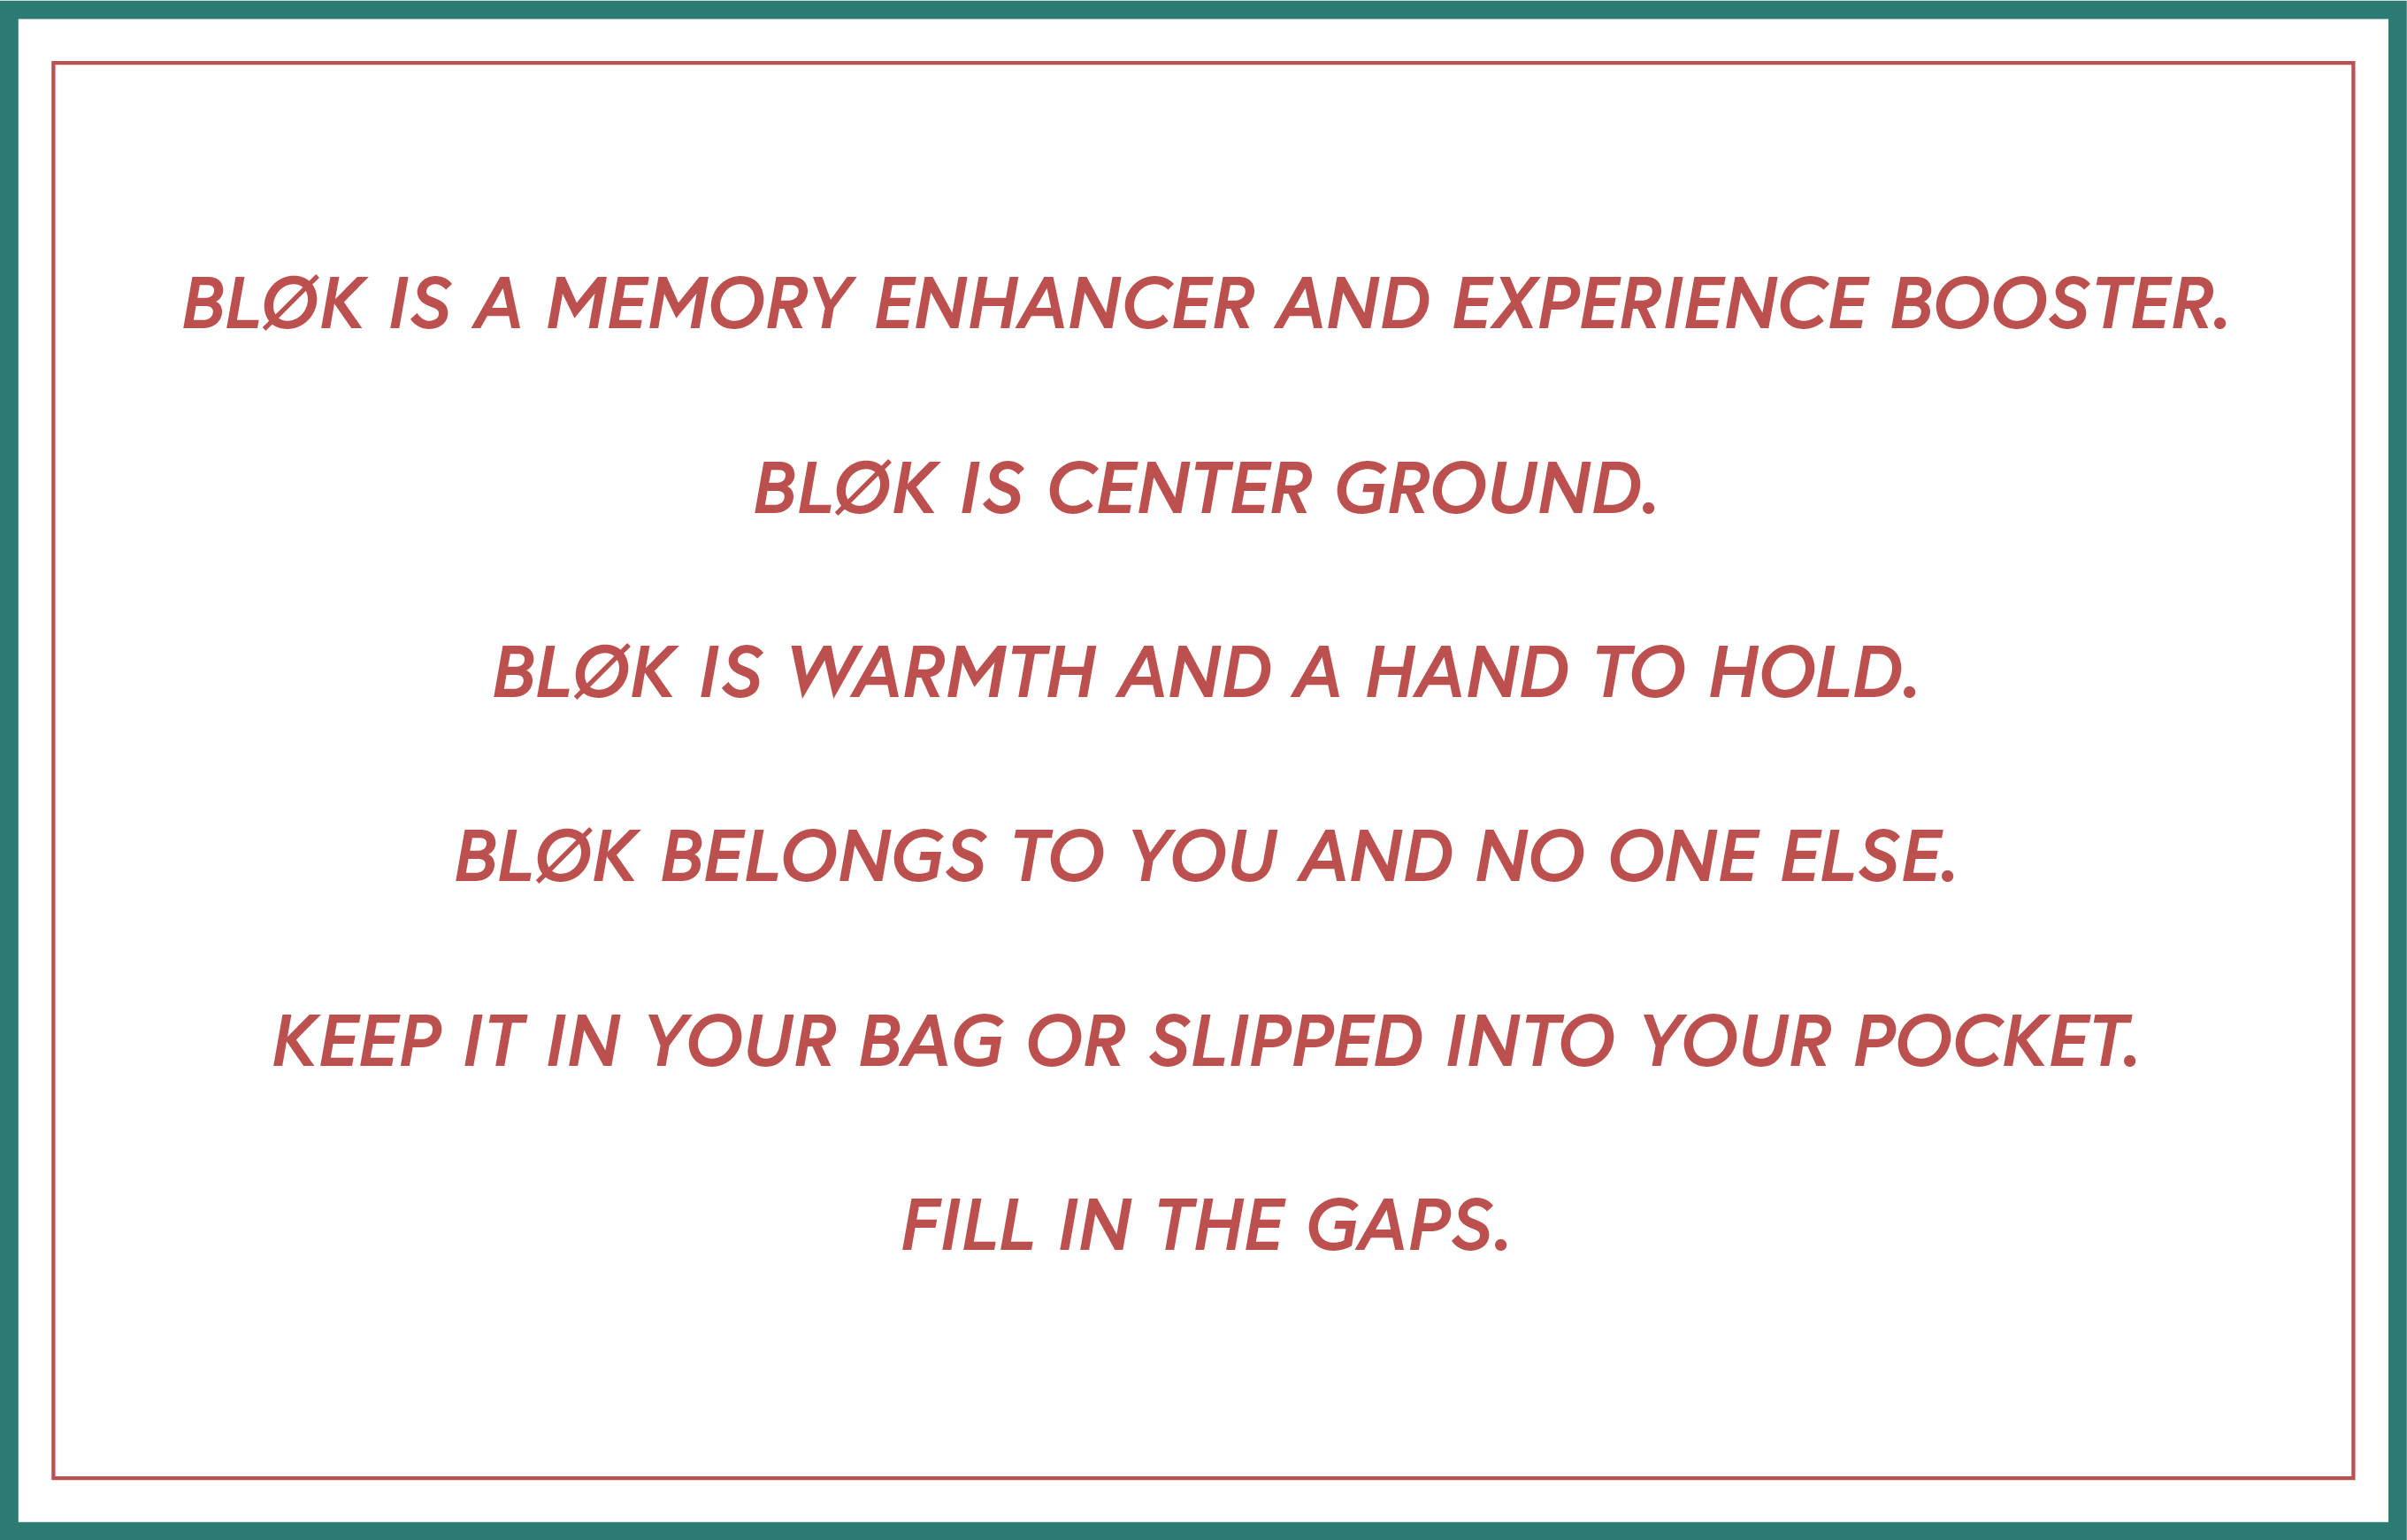 BLØK IS A MEMORY ENHANCER AND EXPERIENCE BOOSTER.
BLØK IS CENTER GROUND.
BLØK IS WARMTH AND A HAND TO HOLD.
BLØK BELONGS TO YOU AND NO ONE ELSE.
KEEP IT IN YOUR BAG OR SLIPPED INTO YOUR POCKET.
FILL IN THE GAPS.